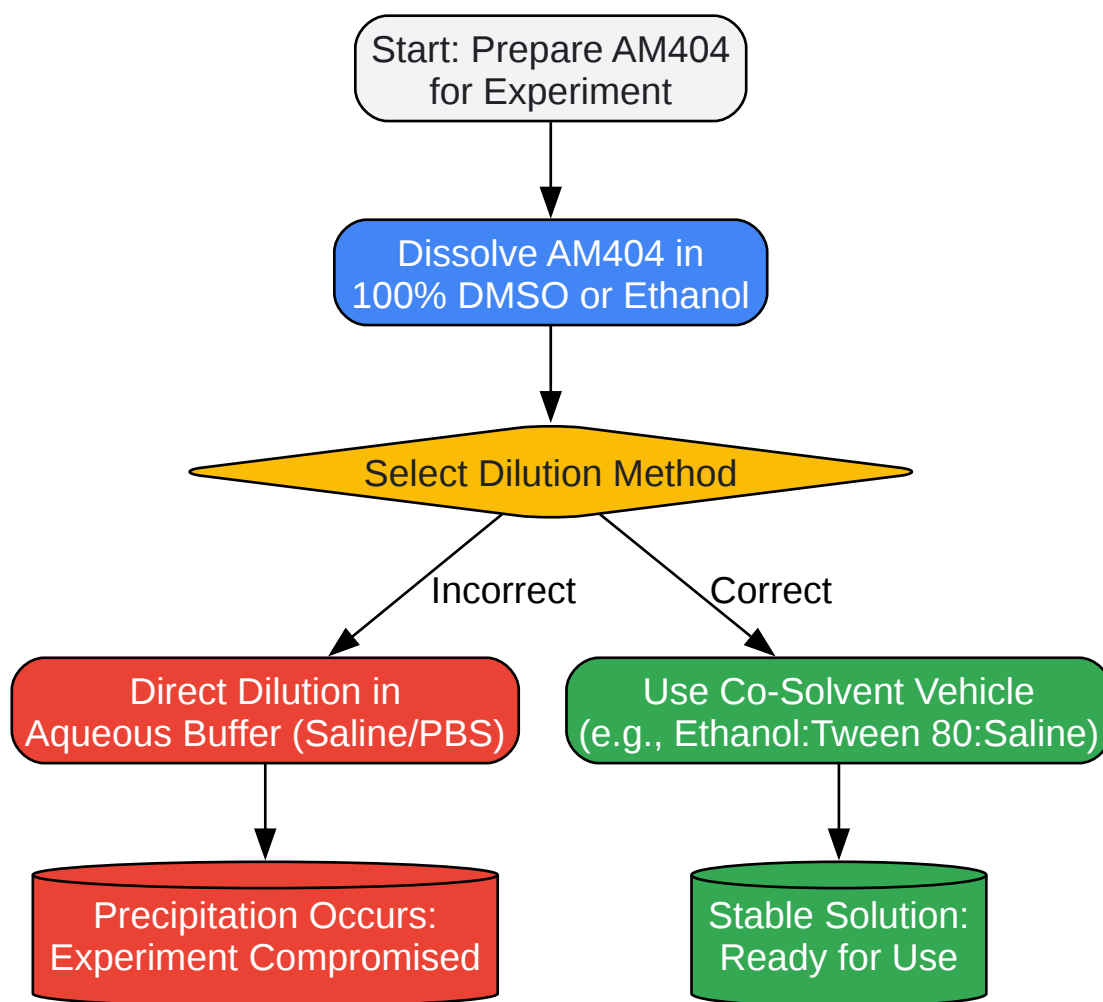 Start: Prepare AM404
for Experiment
Dissolve AM404 in
100% DMSO or Ethanol
Select Dilution Method
Incorrect
Correct
Direct Dilution in
Aqueous Buffer (Saline/PBS)
Use Co-Solvent Vehicle
(e.g., Ethanol:Tween 80:Saline)
Precipitation Occurs:
Experiment Compromised
Stable Solution:
Ready for Use